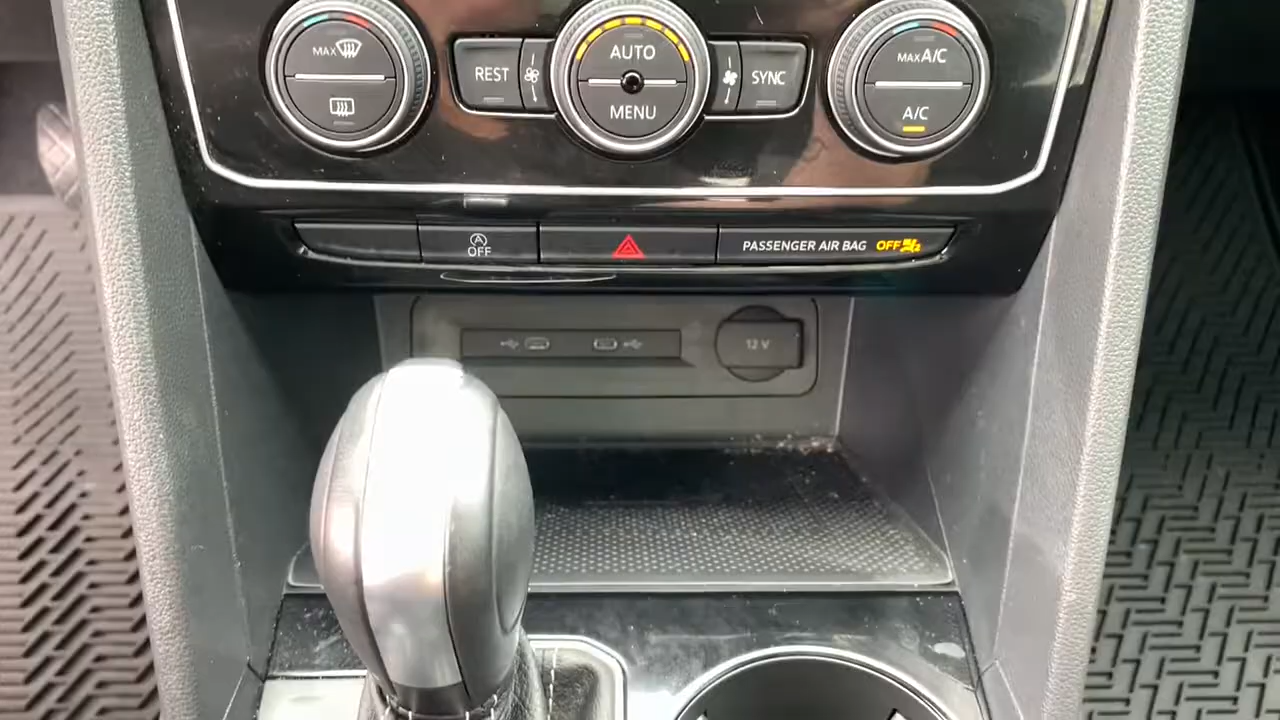 MAX
REST
AUTO
MENU
SYNC
MAX A/C
A/C
OFF
PASSENGER AIR BAG OFF
12 V